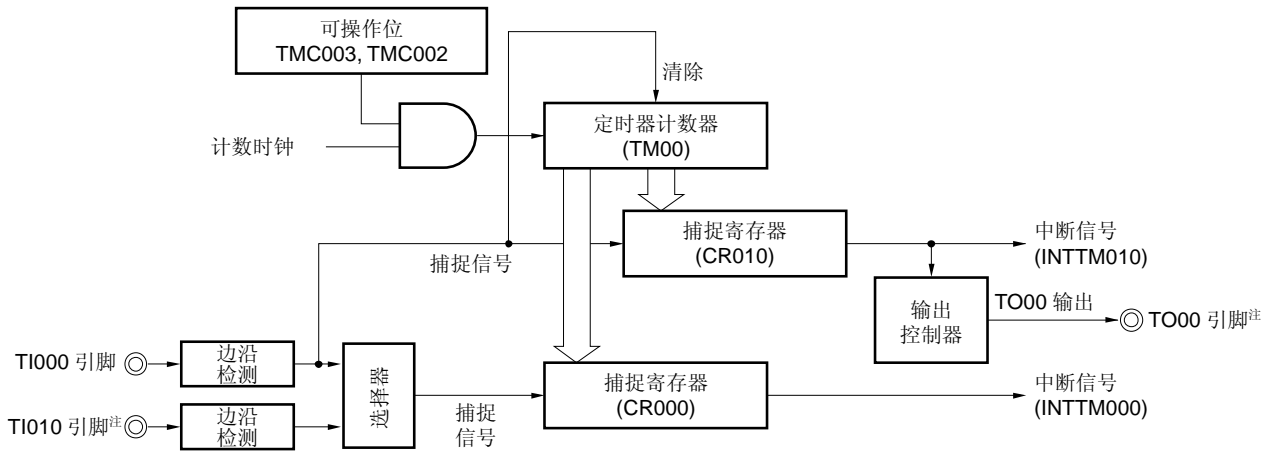 可操作位
TMC003, TMC002
清除
计数时钟
定时器计数器
(TM00)
捕捉信号
捕捉寄存器
(CR010)
中断信号
(INTTM010)
输出
控制器
TO00 输出
TO00 引脚注
TI000 引脚
边沿
检测
TI010 引脚注
边沿
检测
选择器
捕捉
信号
捕捉寄存器
(CR000)
中断信号
(INTTM000)